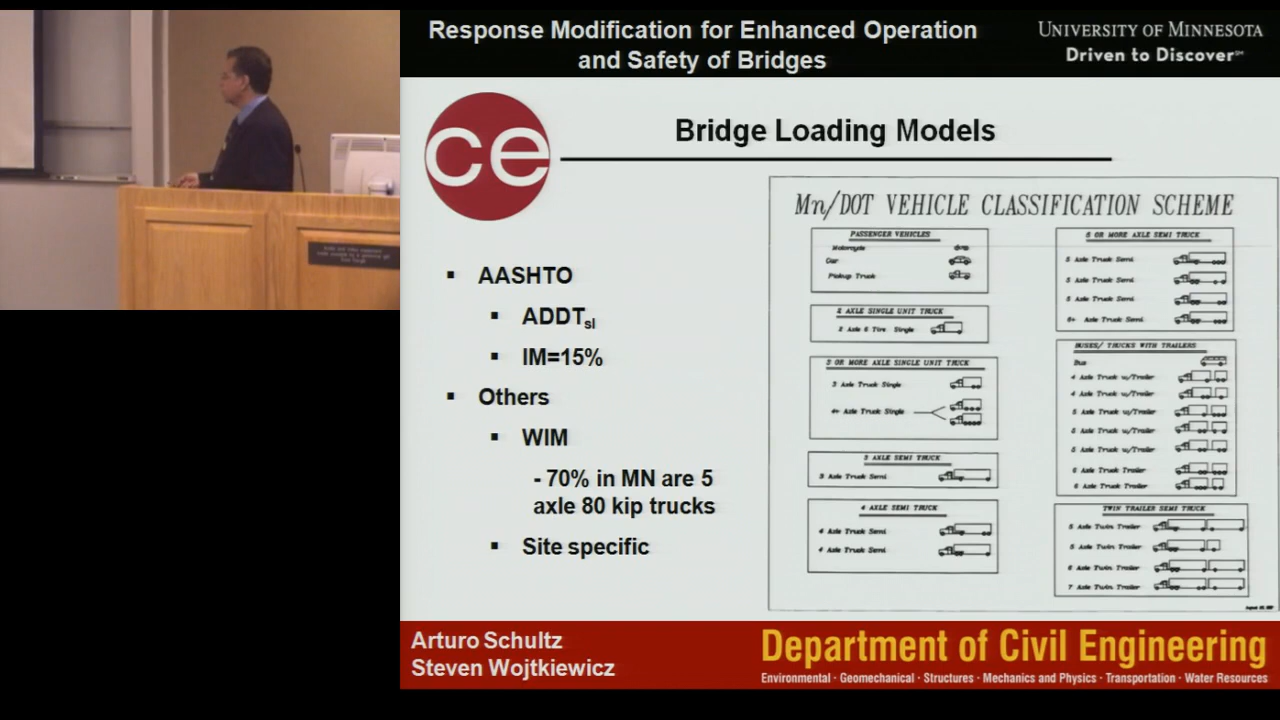 Response Modification for Enhanced Operation
and Safety of Bridges
UNIVERSITY OF MINNESOTA
Driven to Discover℠
ce
Bridge Loading Models
▪ AASHTO
▪ ADDTsl
▪ IM=15%
▪ Others
▪ WIM
- 70% in MN are 5
axle 80 kip trucks
▪ Site specific
Mn/DOT VEHICLE CLASSIFICATION SCHEME
PASSENGER VEHICLES
Motorcycle
Car
Pickup Truck
2 AXLE SINGLE UNIT TRUCK
2 Axle 6 Tire Single
3 OR MORE AXLE SINGLE UNIT TRUCK
3 Axle Truck Single
4+ Axle Truck Single
3 AXLE SEMI TRUCK
3 Axle Truck Semi
4 AXLE SEMI TRUCK
4 Axle Truck Semi
4 Axle Truck Semi
5 OR MORE AXLE SEMI TRUCK
5 Axle Truck Semi
5 Axle Truck Semi
5 Axle Truck Semi
6+ Axle Truck Semi
BUSES/ TRUCKS WITH TRAILERS
Bus
4 Axle Truck w/Trailer
4 Axle Truck w/Trailer
5 Axle Truck w/Trailer
5 Axle Truck w/Trailer
5 Axle Truck w/Trailer
6 Axle Truck Trailer
6 Axle Truck Trailer
TWIN TRAILER SEMI TRUCK
5 Axle Twin Trailer
5 Axle Twin Trailer
6 Axle Twin Trailer
7 Axle Twin Trailer
Arturo Schultz
Steven Wojtkiewicz
Department of Civil Engineering
Environmental · Geomechanical · Structures · Mechanics and Physics · Transportation · Water Resources